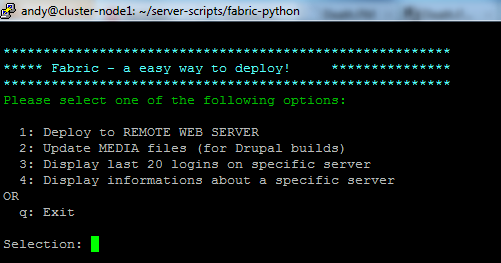 andy@cluster-node1: ~/server-scripts/fabric-python
*********************************************************
***** Fabric - a easy way to deploy!     ***************
*********************************************************
Please select one of the following options:
1: Deploy to REMOTE WEB SERVER
2: Update MEDIA files (for Drupal builds)
3: Display last 20 logins on specific server
4: Display informations about a specific server
OR
q: Exit
Selection: